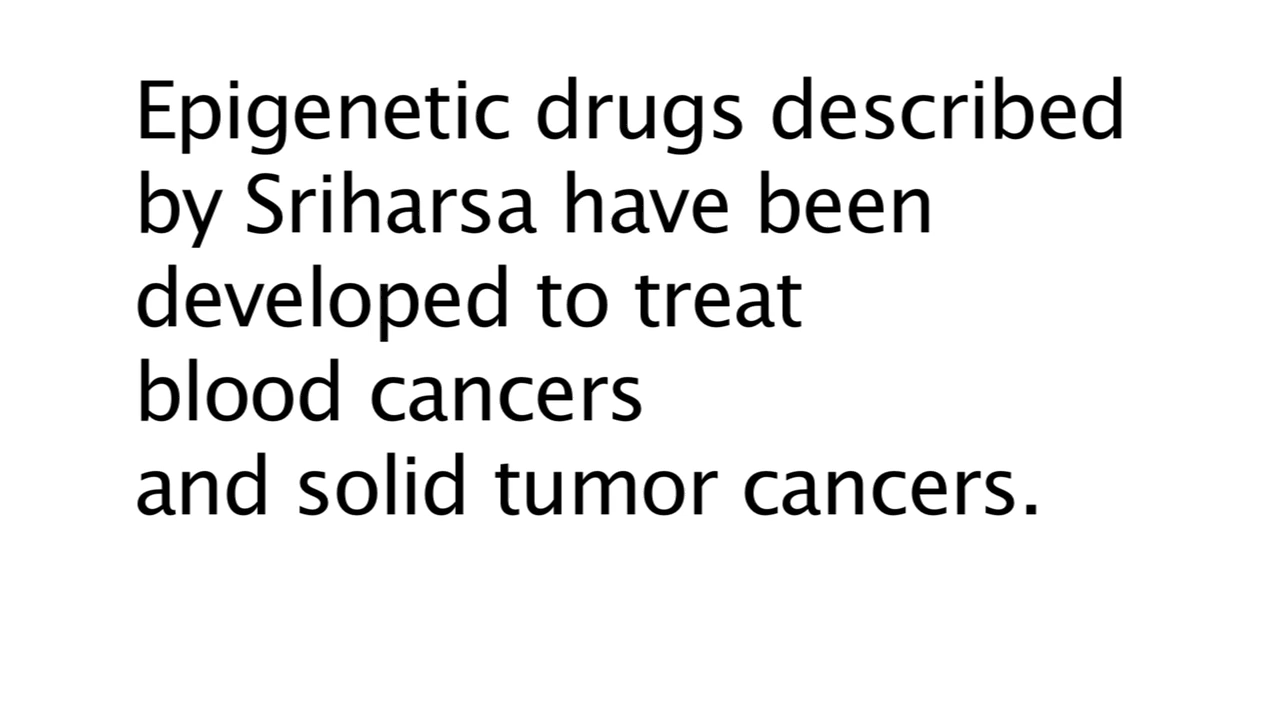 Epigenetic drugs described
by Sriharsa have been
developed to treat
blood cancers
and solid tumor cancers.